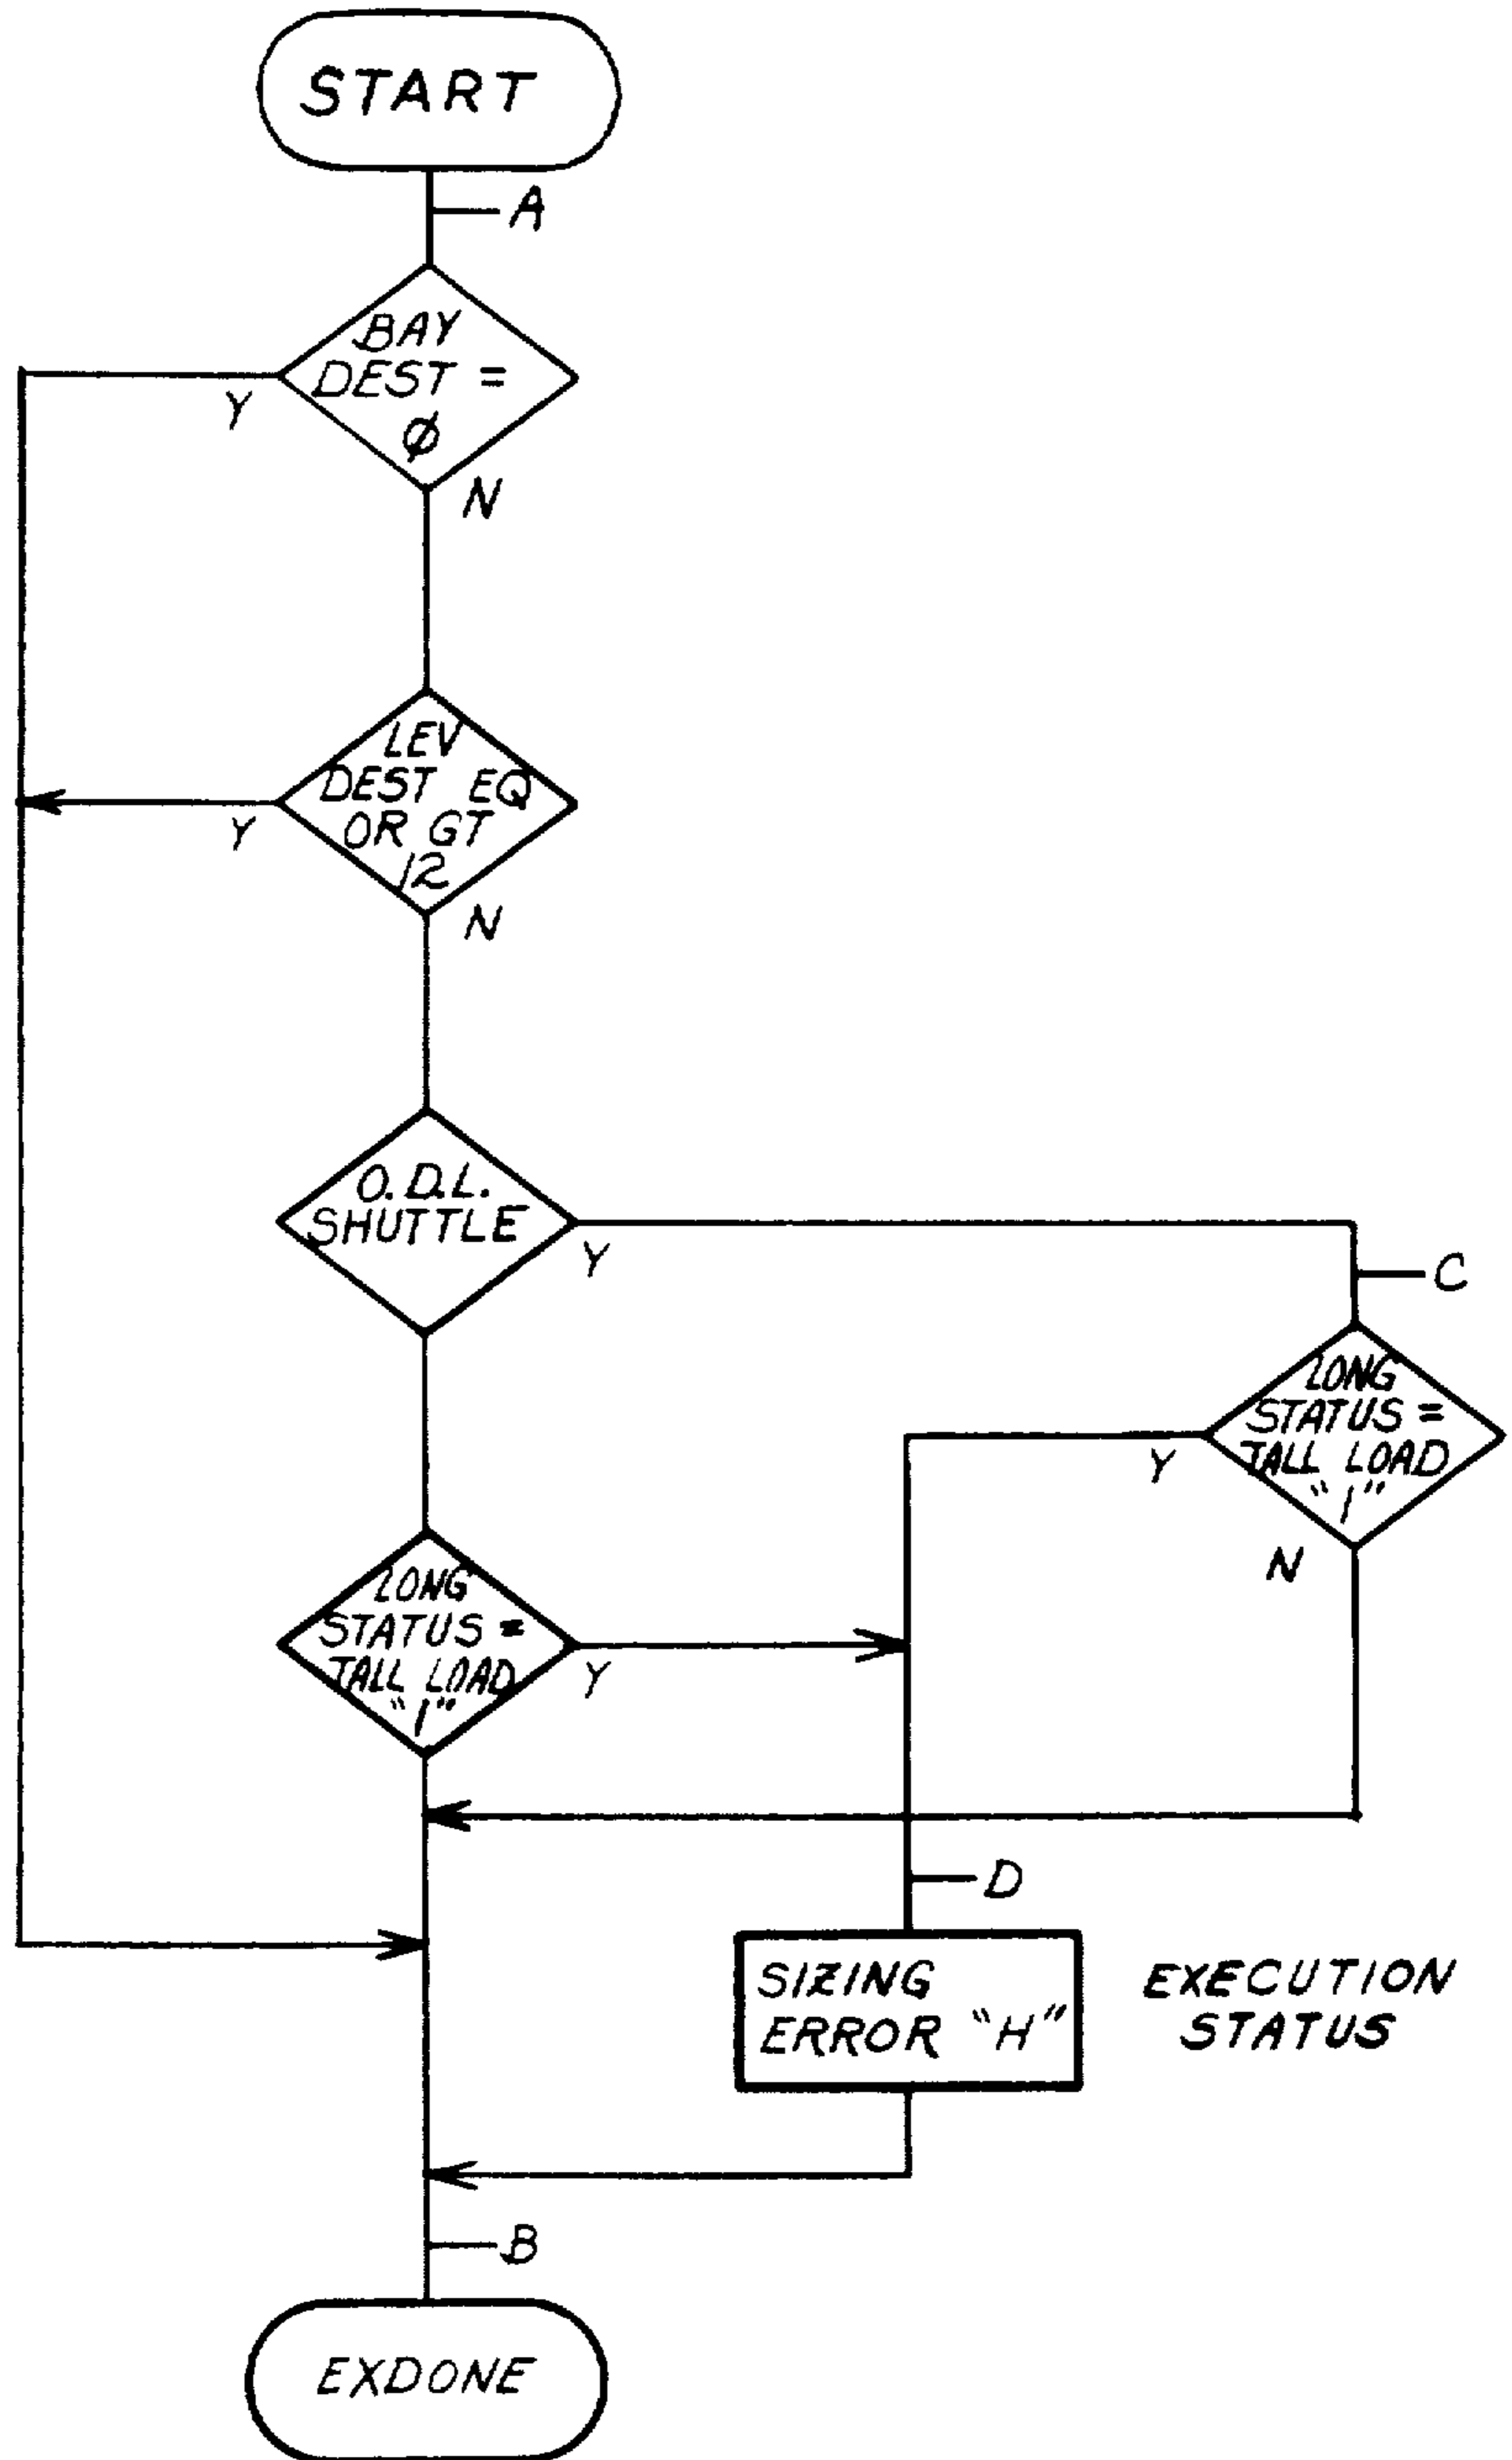 START
A
BAY
DEST =
Ø
Y
N
LEV
DEST EQ
OR GT
12
Y
N
O.D.L.
SHUTTLE
Y
C
LONG
STATUS =
TALL LOAD
"1"
Y
N
LONG
STATUS =
TALL LOAD
"1"
Y
D
SIZING
ERROR "H"
EXECUTION
STATUS
B
EXDONE